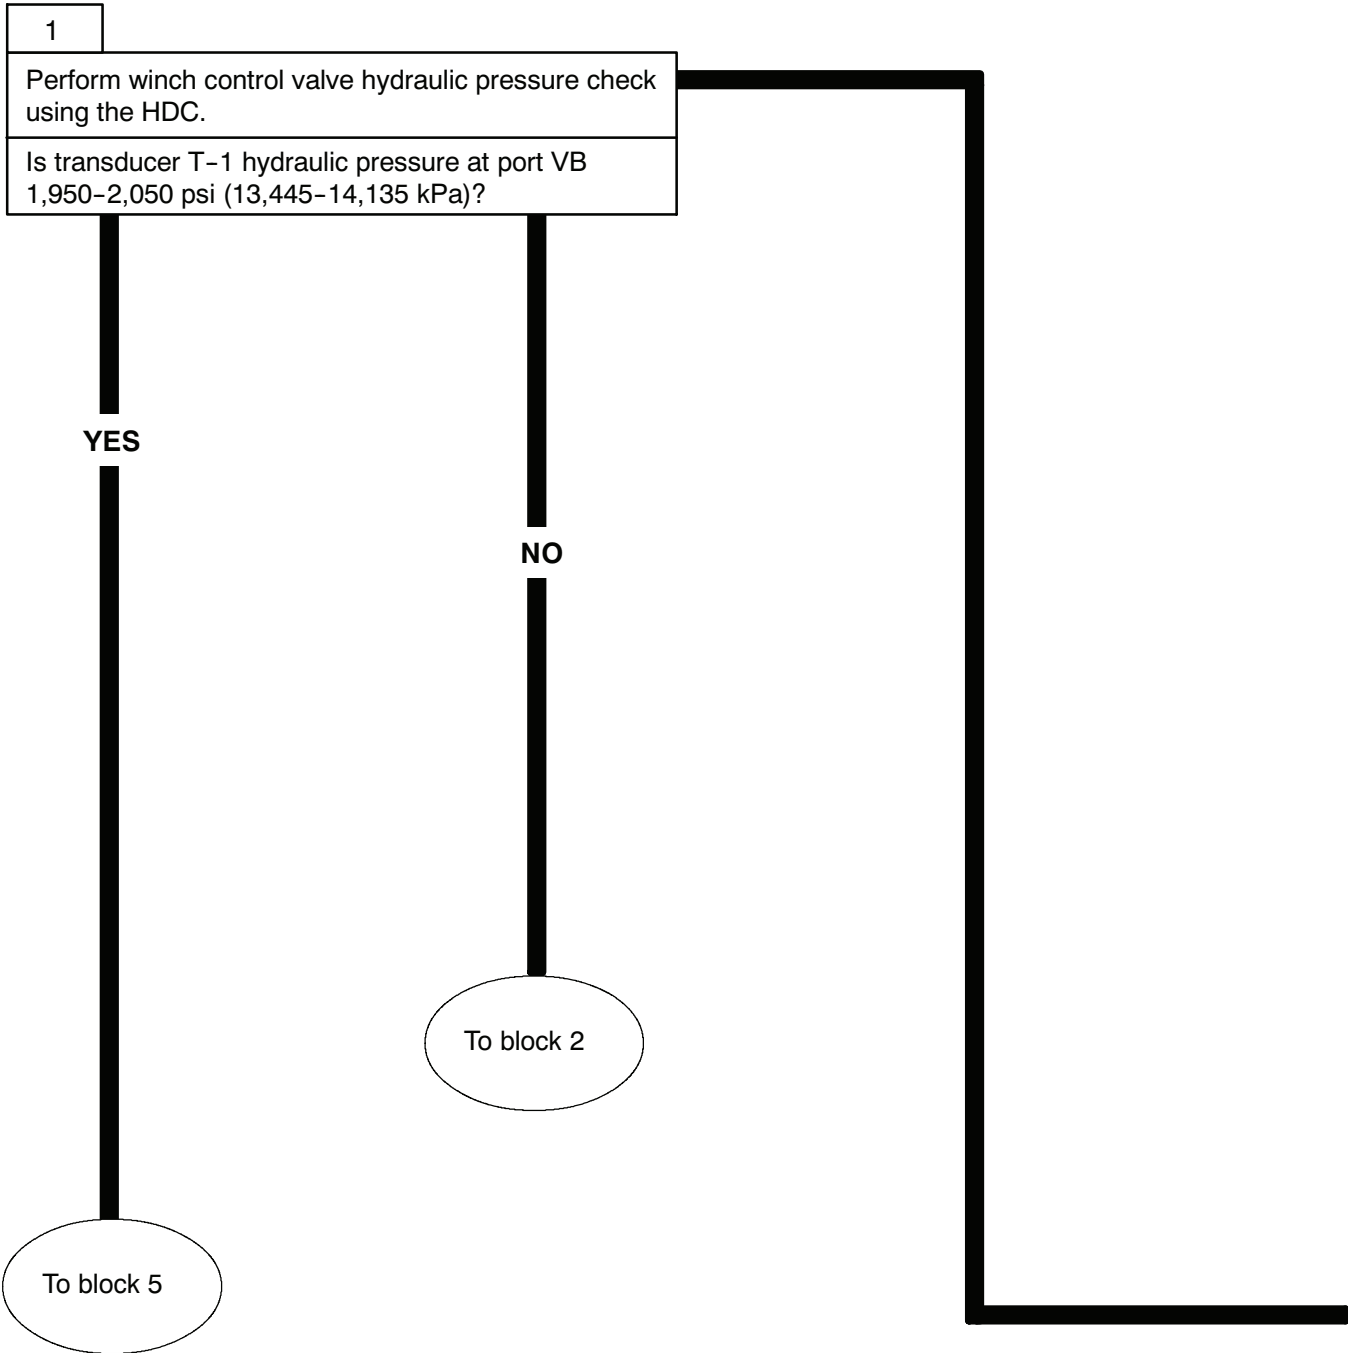 1
Perform winch control valve hydraulic pressure check
using the HDC.
Is transducer T-1 hydraulic pressure at port VB
1,950-2,050 psi (13,445-14,135 kPa)?
YES
NO
To block 2
To block 5